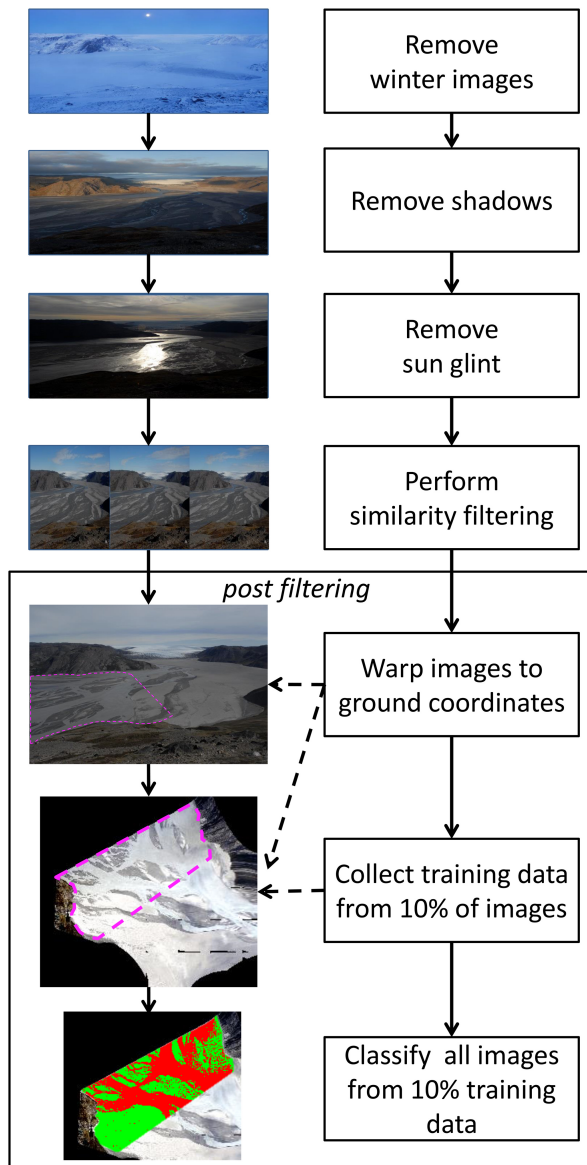 Remove
winter images
Remove shadows
Remove
sun glint
Perform
similarity filtering
post filtering
Warp images to
ground coordinates
Collect training data
from 10% of images
Classify  all images
from 10% training
data